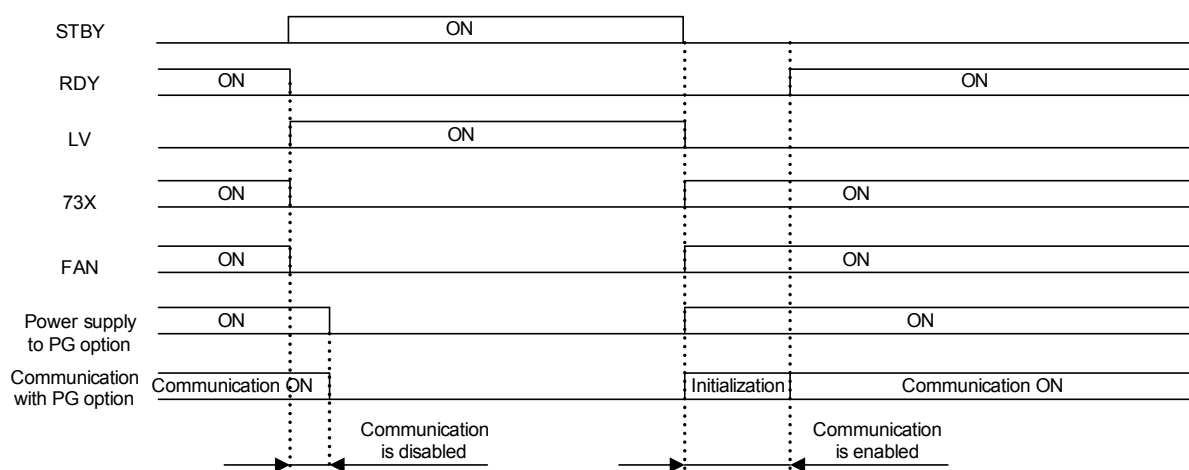 STBY
ON
RDY
ON
ON
LV
ON
73X
ON
ON
FAN
ON
ON
Power supply
to PG option
ON
ON
Communication
with PG option
Communication ON
Initialization
Communication ON
Communication
is disabled
Communication
is enabled